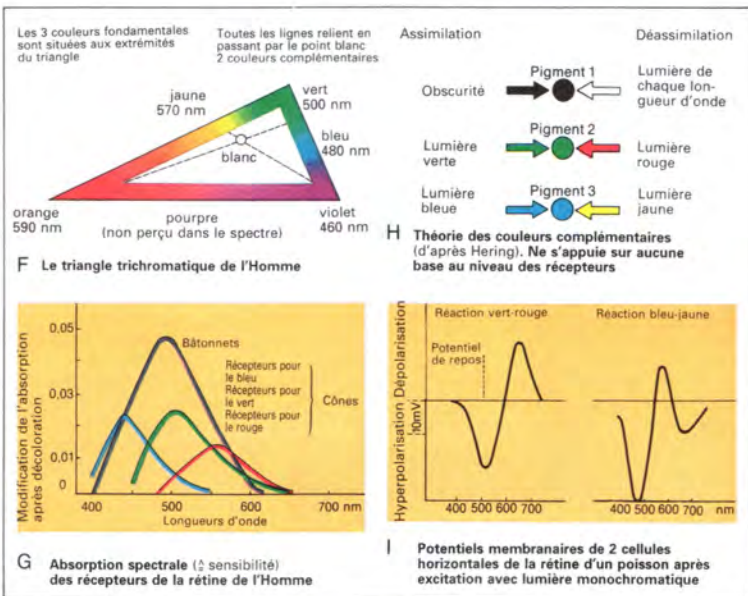 Les 3 couleurs fondamentales
sont situées aux extrémités
du triangle
Toutes les lignes relient en
passant par le point blanc
2 couleurs complémentaires
jaune
570 nm
vert
500 nm
bleu
480 nm
blanc
orange
590 nm
pourpre
(non perçu dans le spectre)
violet
460 nm
F Le triangle trichromatique de l'Homme
Assimilation
Déassimilation
Obscurité
Pigment 1
Lumière de
chaque lon-
gueur d'onde
Lumière
verte
Pigment 2
Lumière
rouge
Lumière
bleue
Pigment 3
Lumière
jaune
H Théorie des couleurs complémentaires
(d'après Hering). Ne s'appuie sur aucune
base au niveau des récepteurs
Modification de l'absorption
après décoloration
0,05
0,03
0,01
0
Bâtonnets
Récepteurs pour
le bleu
Récepteurs pour
le vert
Récepteurs pour
le rouge
Cônes
400 500 600 700 nm
Longueurs d'onde
G Absorption spectrale (≙ sensibilité)
des récepteurs de la rétine de l'Homme
Hyperpolarisation Dépolarisation
10mV
Réaction vert-rouge
Réaction bleu-jaune
Potentiel
de repos
400 500 600 700
400 500 600 700 nm
I Potentiels membranaires de 2 cellules
horizontales de la rétine d'un poisson après
excitation avec lumière monochromatique